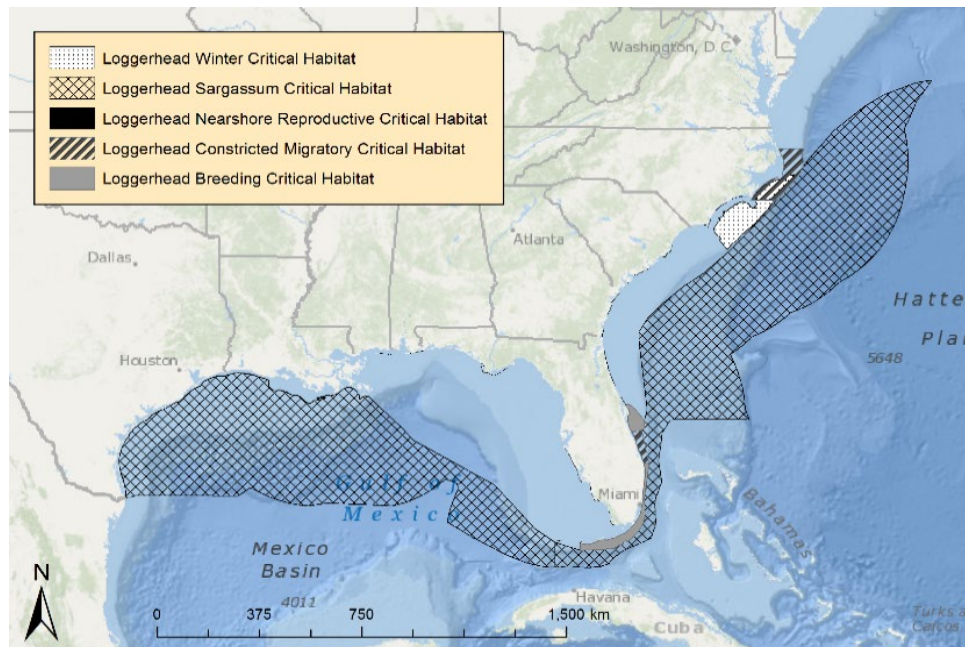 Loggerhead Winter Critical Habitat
Loggerhead Sargassum Critical Habitat
Loggerhead Nearshore Reproductive Critical Habitat
Loggerhead Constricted Migratory Critical Habitat
Loggerhead Breeding Critical Habitat
Washington, D.C.
Atlanta
Dallas
Hatte
Plai
5648
Houston
Gulf of
Mexico
Miami
Bahamas
Mexico
Basin
4011
Havana
Cuba
Turks a
Caicos
N
0 375 750 1,500 km